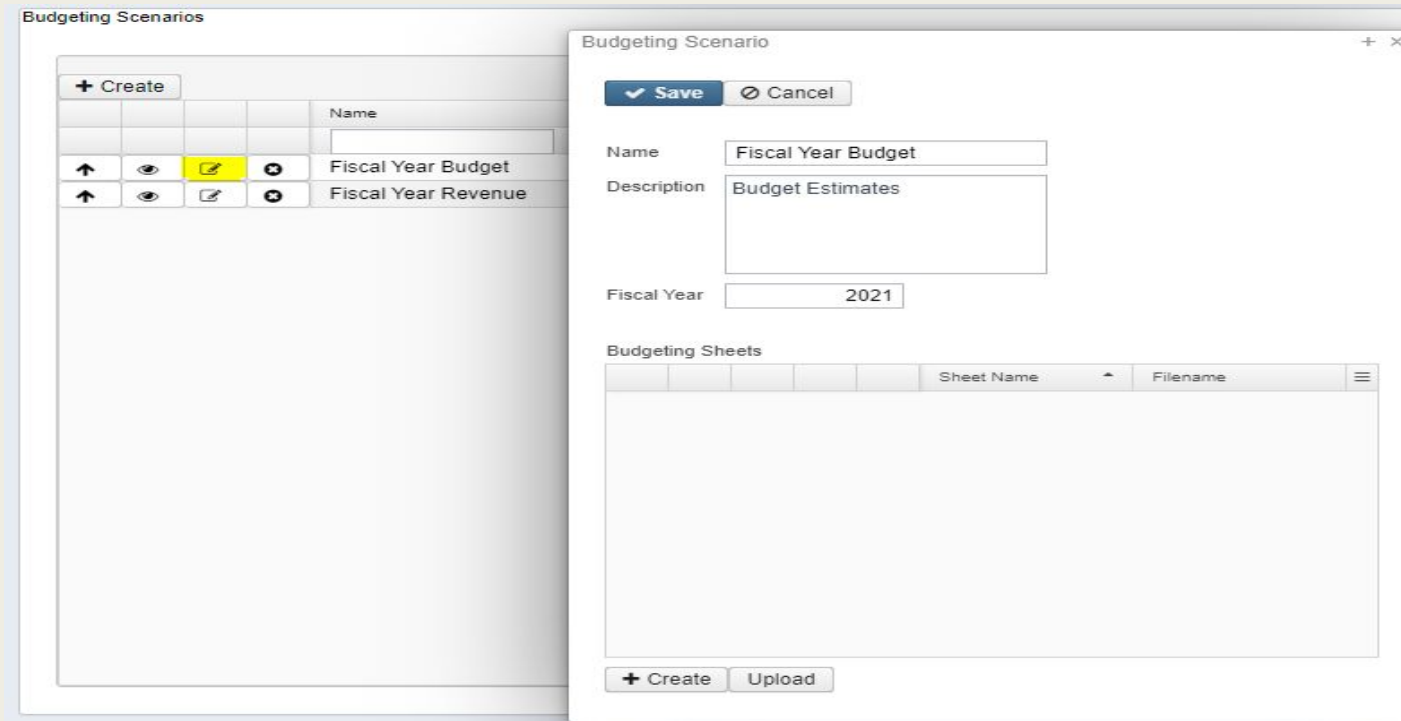 Budgeting Scenarios
+ Create
Name
Fiscal Year Budget
Fiscal Year Revenue
Budgeting Scenario
Save
Cancel
Name
Fiscal Year Budget
Description
Budget Estimates
Fiscal Year
2021
Budgeting Sheets
Sheet Name
Filename
+ Create
Upload